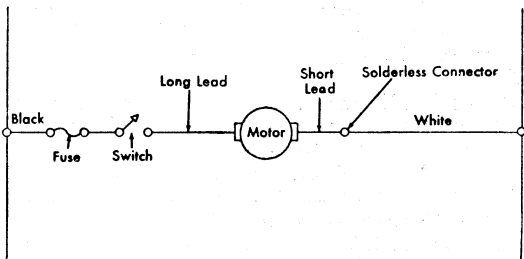 Long Lead
Short
Lead
Solderless Connector
Black
Motor
White
Fuse
Switch